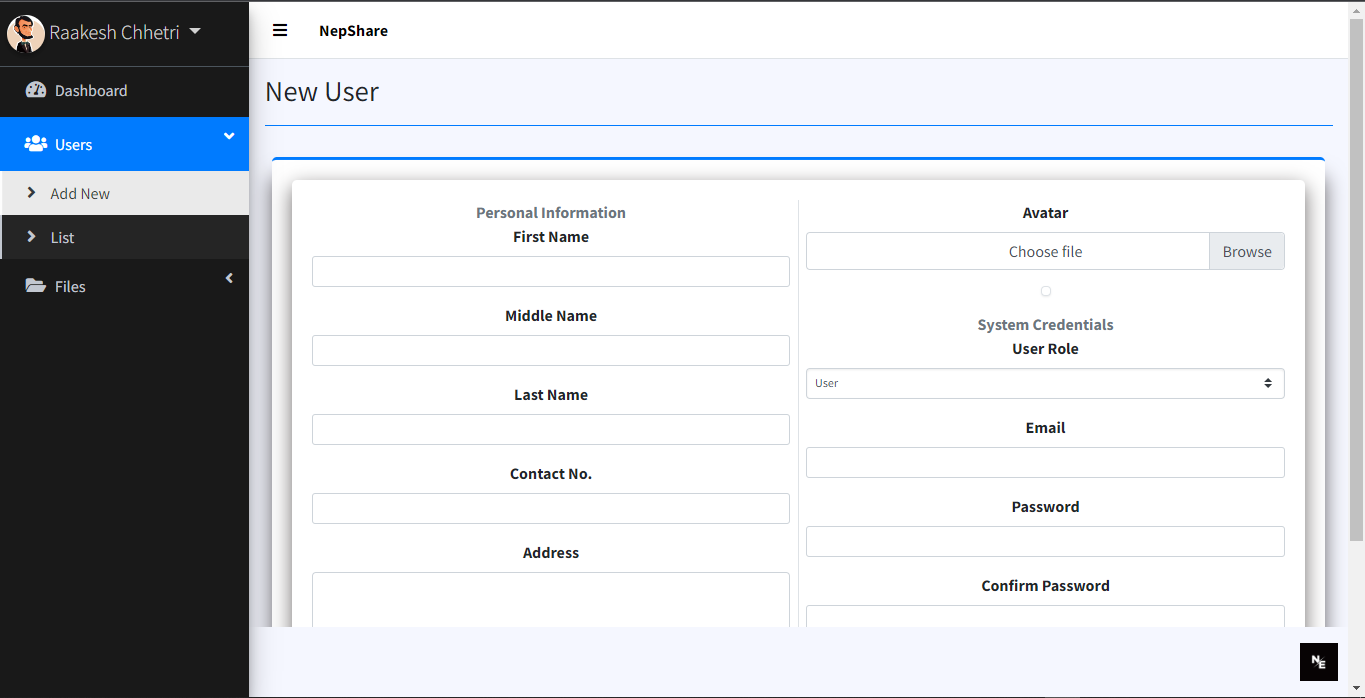 Raakesh Chhetri
NepShare
Dashboard
Users
Add New
List
Files
New User
Personal Information
First Name
Middle Name
Last Name
Contact No.
Address
Avatar
Choose file
Browse
System Credentials
User Role
User
Email
Password
Confirm Password
NE